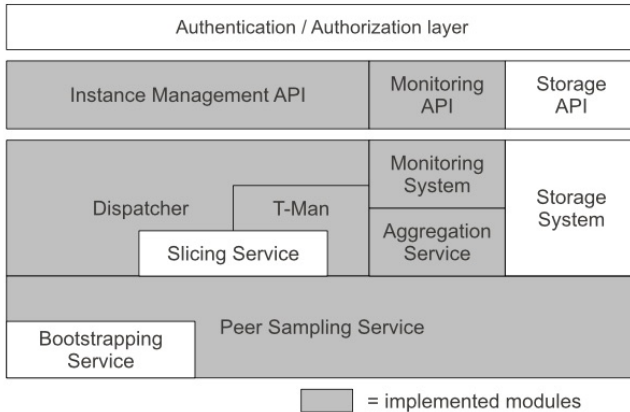 Authentication / Authorization layer
Instance Management API
Monitoring
API
Storage
API
Dispatcher
T-Man
Slicing Service
Monitoring
System
Aggregation
Service
Storage
System
Peer Sampling Service
Bootstrapping
Service
= implemented modules